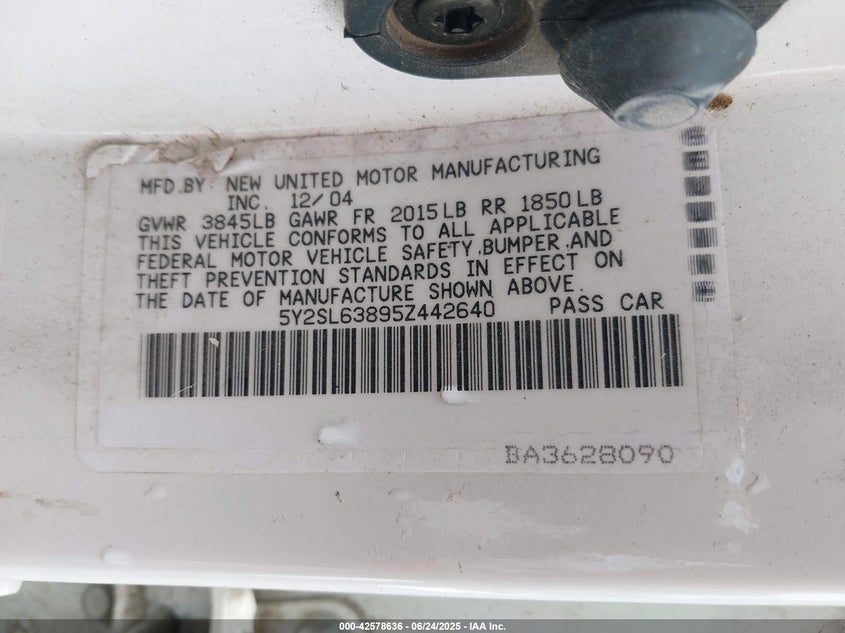 MFD.BY: NEW UNITED MOTOR MANUFACTURING
INC. 12/04
GVWR 3845LB GAWR FR 2015LB RR 1850LB
THIS VEHICLE CONFORMS TO ALL APPLICABLE
FEDERAL MOTOR VEHICLE SAFETY,BUMPER,AND
THEFT PREVENTION STANDARDS IN EFFECT ON
THE DATE OF MANUFACTURE SHOWN ABOVE.
5Y2SL63895Z442640 PASS CAR
BA3628090
000-42578636 | 06/24/2025 | IAA Inc.